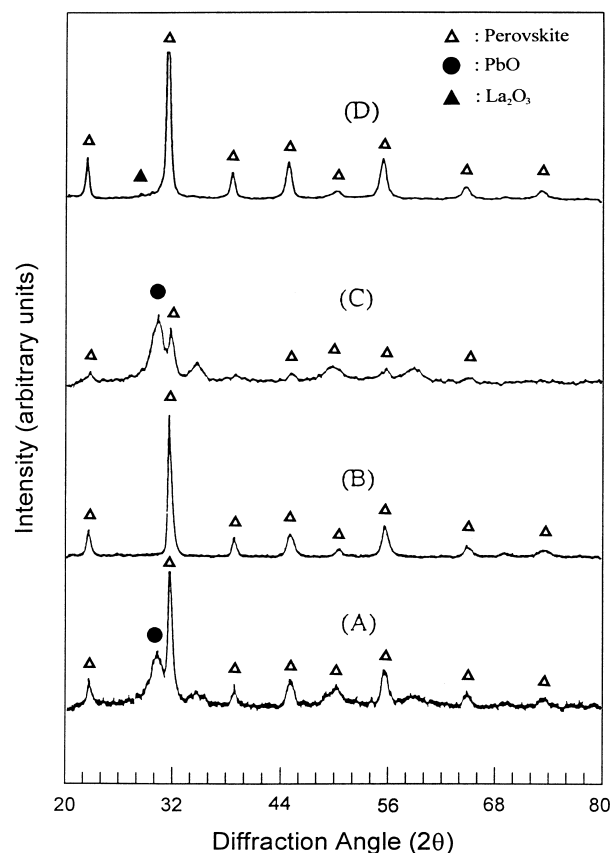 △ : Perovskite
● : PbO
▲ : La₂O₃
(D)
(C)
(B)
(A)
Intensity (arbitrary units)
20 32 44 56 68 80
Diffraction Angle (2θ)